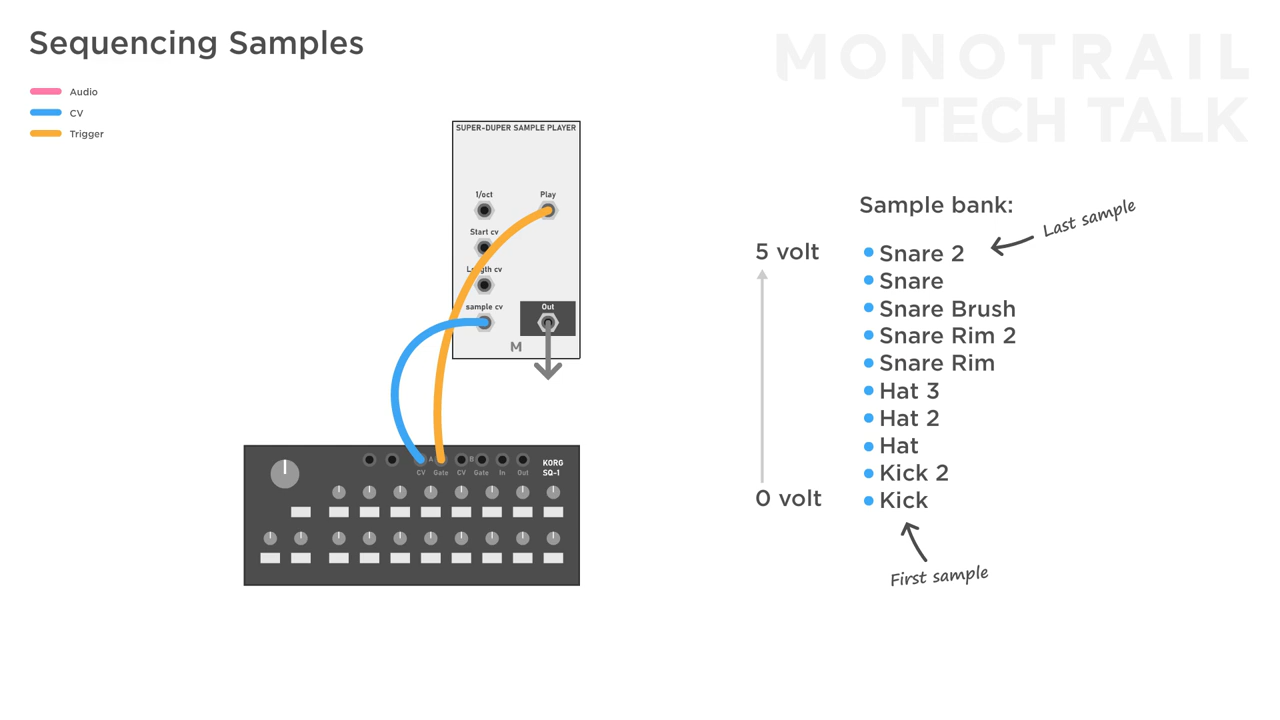 Sequencing Samples
MONOTRAIL
TECH TALK
Audio
CV
Trigger
SUPER-DUPER SAMPLE PLAYER
1/oct
Play
Start cv
Length cv
sample cv
Out
M
A
B
CV
Gate
CV
Gate
In
Out
KORG
SQ-1
Sample bank:
Last sample
5 volt
0 volt
Snare 2
Snare
Snare Brush
Snare Rim 2
Snare Rim
Hat 3
Hat 2
Hat
Kick 2
Kick
First sample